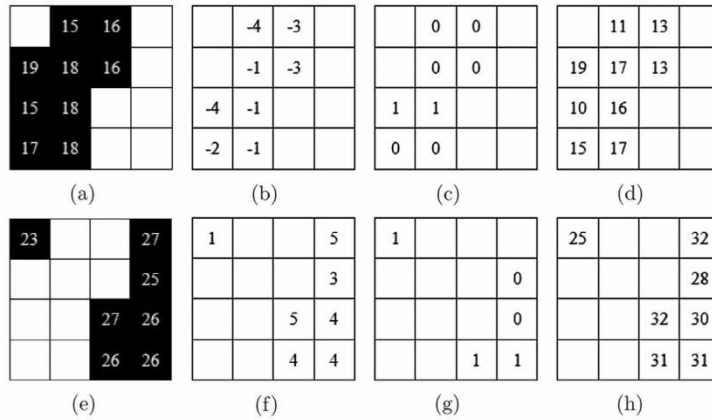 15 16 -4 -3 0 0 11 13
19 18 16 -1 -3 0 0 19 17 13
15 18 -4 -1 1 1 10 16
17 18 -2 -1 0 0 15 17
(a) (b) (c) (d)
23 27 1 5 1 25 32
25 3 0 28
27 26 5 4 0 32 30
26 26 4 4 1 1 31 31
(e) (f) (g) (h)